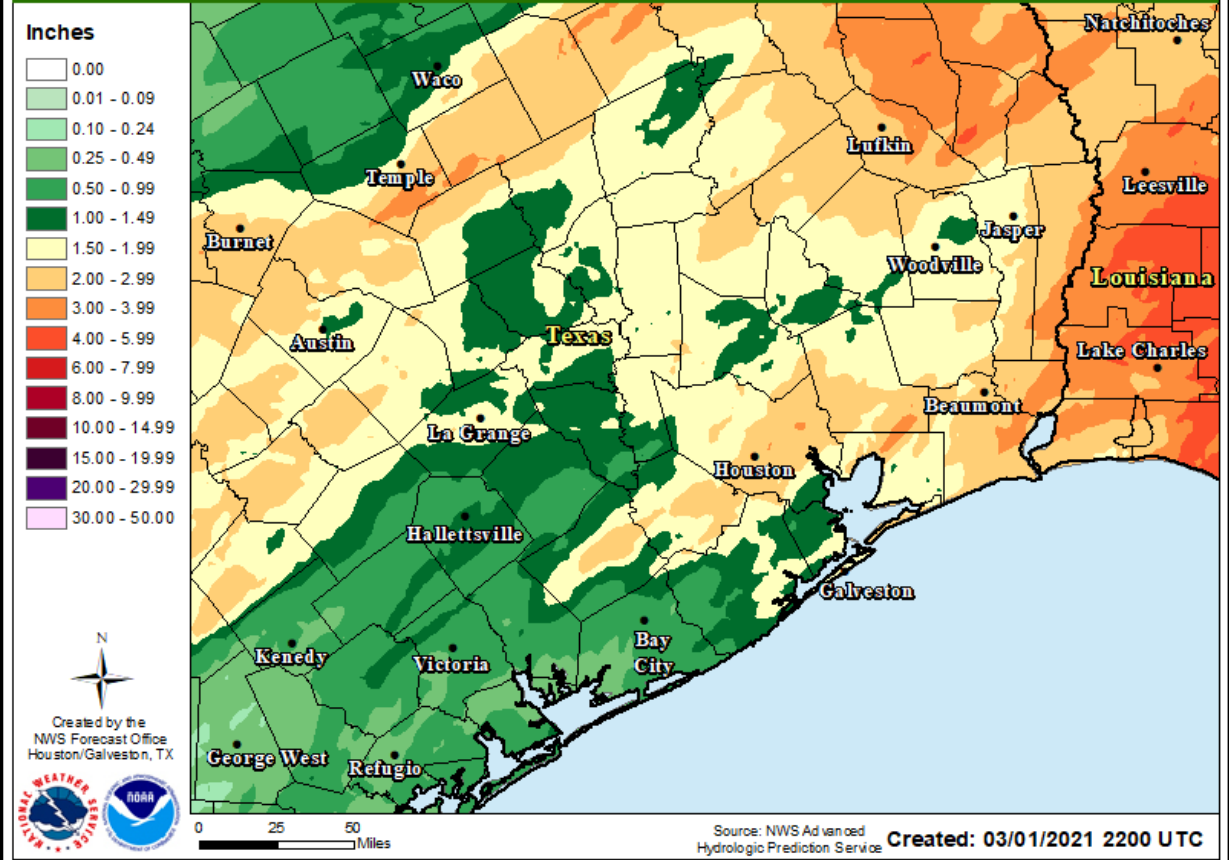 Inches
0.00
0.01 - 0.09
0.10 - 0.24
0.25 - 0.49
0.50 - 0.99
1.00 - 1.49
1.50 - 1.99
2.00 - 2.99
3.00 - 3.99
4.00 - 5.99
6.00 - 7.99
8.00 - 9.99
10.00 - 14.99
15.00 - 19.99
20.00 - 29.99
30.00 - 50.00
N
Created by the
NWS Forecast Office
Houston/Galveston, TX
NATIONAL WEATHER SERVICE
NOAA
Natchitoches
Waco
Lufkin
Temple
Leesville
Burnet
Jasper
Woodville
Louisiana
Austin
Texas
Lake Charles
Beaumont
La Grange
Houston
Hallettsville
Galveston
Bay
City
Kenedy
Victoria
George West
Refugio
0 25 50
Miles
Source: NWS Advanced
Hydrologic Prediction Service
Created: 03/01/2021 2200 UTC